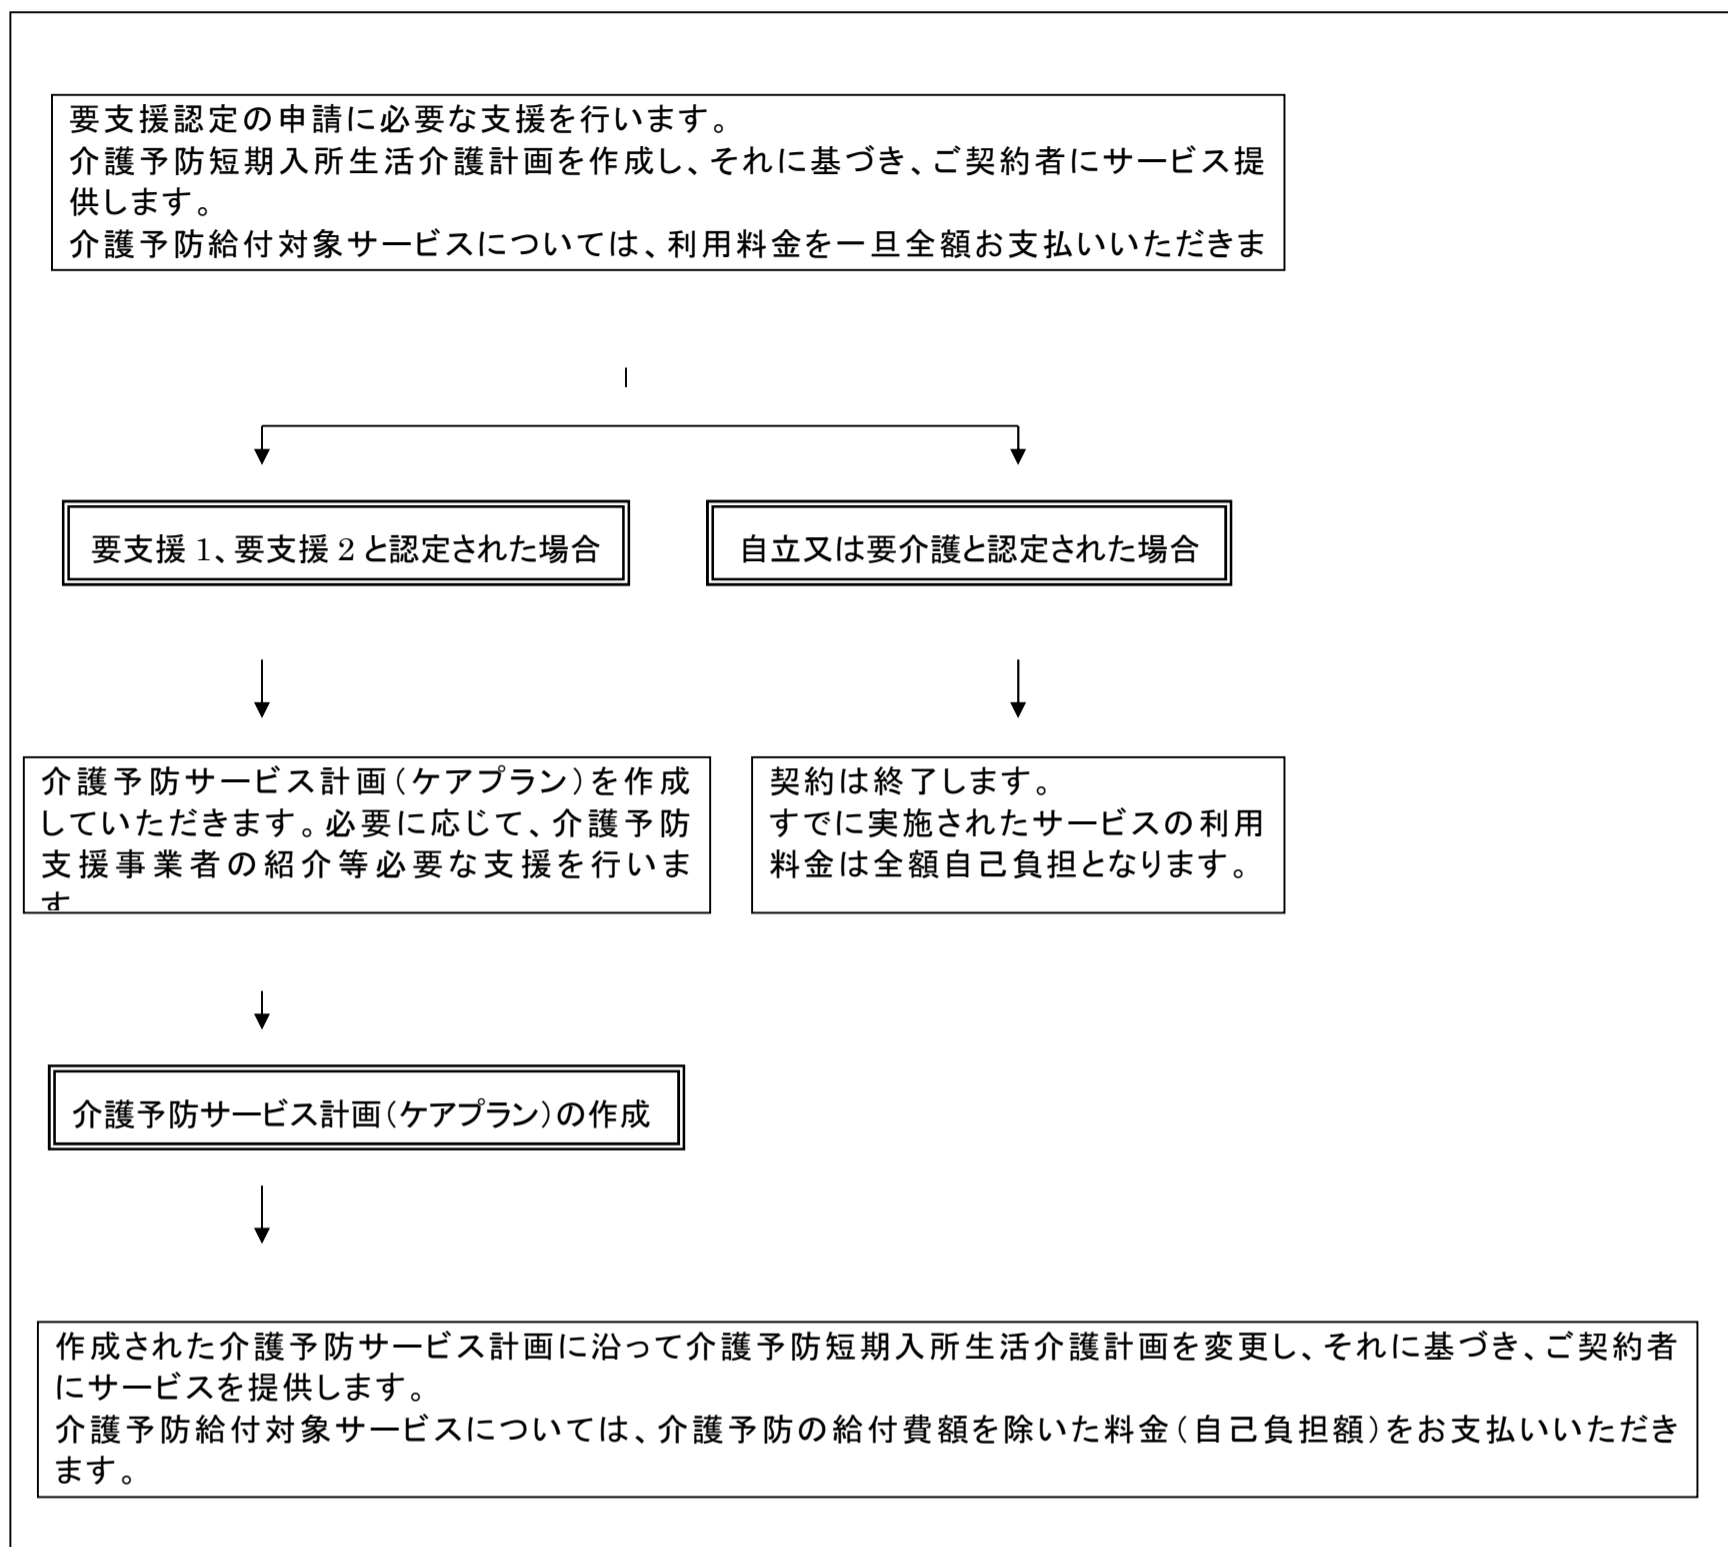 要支援認定の申請に必要な支援を行います。
介護予防短期入所生活介護計画を作成し、それに基づき、ご契約者にサービス提
供します。
介護予防給付対象サービスについては、利用料金を一旦全額お支払いいただきま
要支援1、要支援2と認定された場合
自立又は要介護と認定された場合
介護予防サービス計画(ケアプラン)を作成
していただきます。必要に応じて、介護予防
支援事業者の紹介等必要な支援を行いま
す
契約は終了します。
すでに実施されたサービスの利用
料金は全額自己負担となります。
介護予防サービス計画(ケアプラン)の作成
作成された介護予防サービス計画に沿って介護予防短期入所生活介護計画を変更し、それに基づき、ご契約者
にサービスを提供します。
介護予防給付対象サービスについては、介護予防の給付費額を除いた料金(自己負担額)をお支払いいただき
ます。